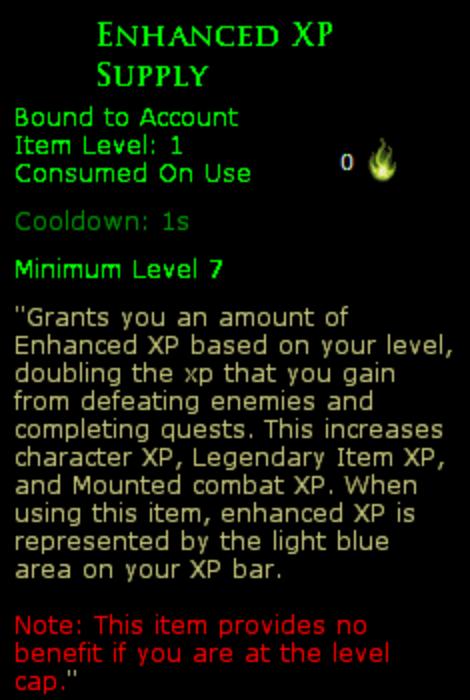 Enhanced XP
Supply
Bound to Account
Item Level: 1
Consumed On Use
0
Cooldown: 1s
Minimum Level 7
"Grants you an amount of
Enhanced XP based on your level,
doubling the xp that you gain
from defeating enemies and
completing quests. This increases
character XP, Legendary Item XP,
and Mounted combat XP. When
using this item, enhanced XP is
represented by the light blue
area on your XP bar.
Note: This item provides no
benefit if you are at the level
cap."